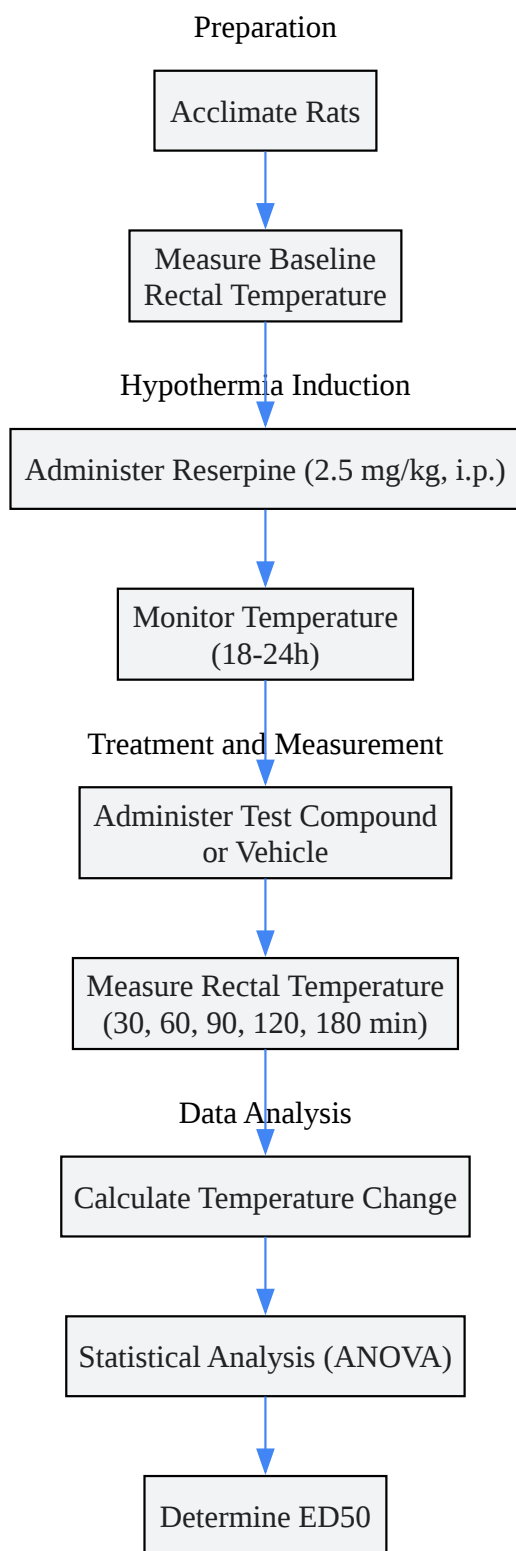 Preparation
Acclimate Rats
Measure Baseline
Rectal Temperature
Hypothermia Induction
Administer Reserpine (2.5 mg/kg, i.p.)
Monitor Temperature
(18-24h)
Treatment and Measurement
Administer Test Compound
or Vehicle
Measure Rectal Temperature
(30, 60, 90, 120, 180 min)
Data Analysis
Calculate Temperature Change
Statistical Analysis (ANOVA)
Determine ED50